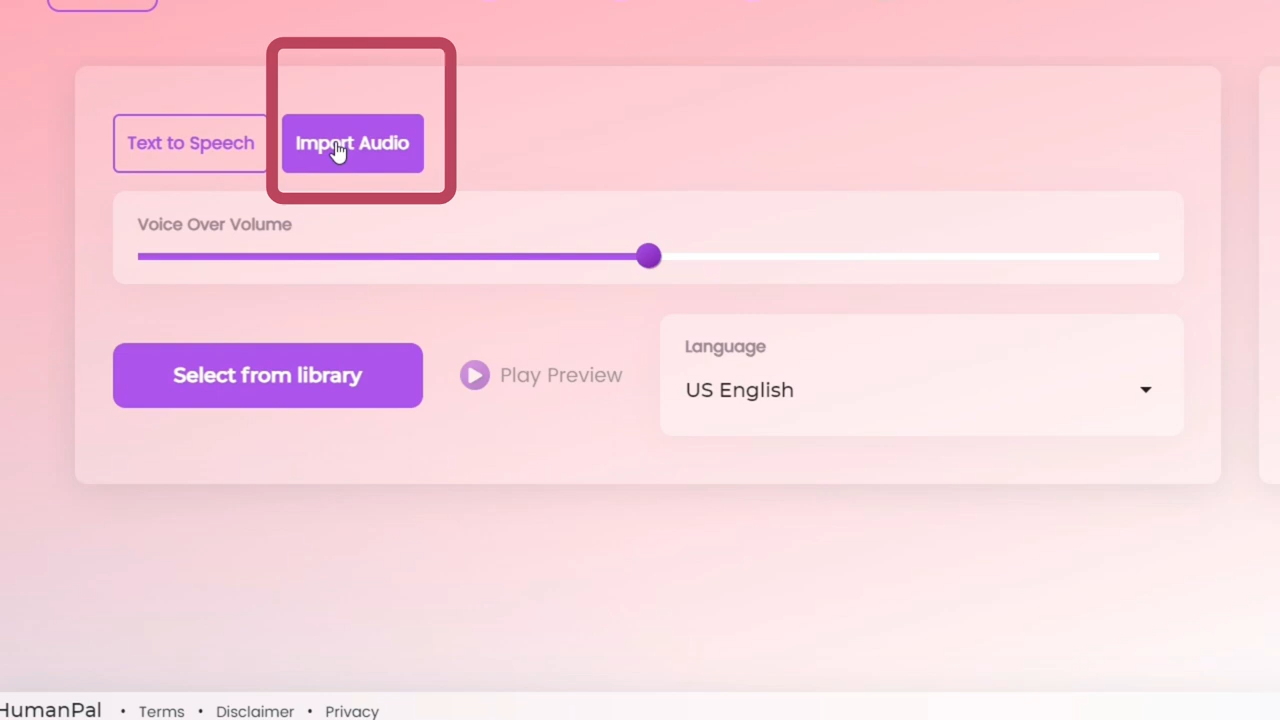 Text to Speech
Import Audio
Voice Over Volume
Select from library
Play Preview
Language
US English
HumanPal • Terms • Disclaimer • Privacy